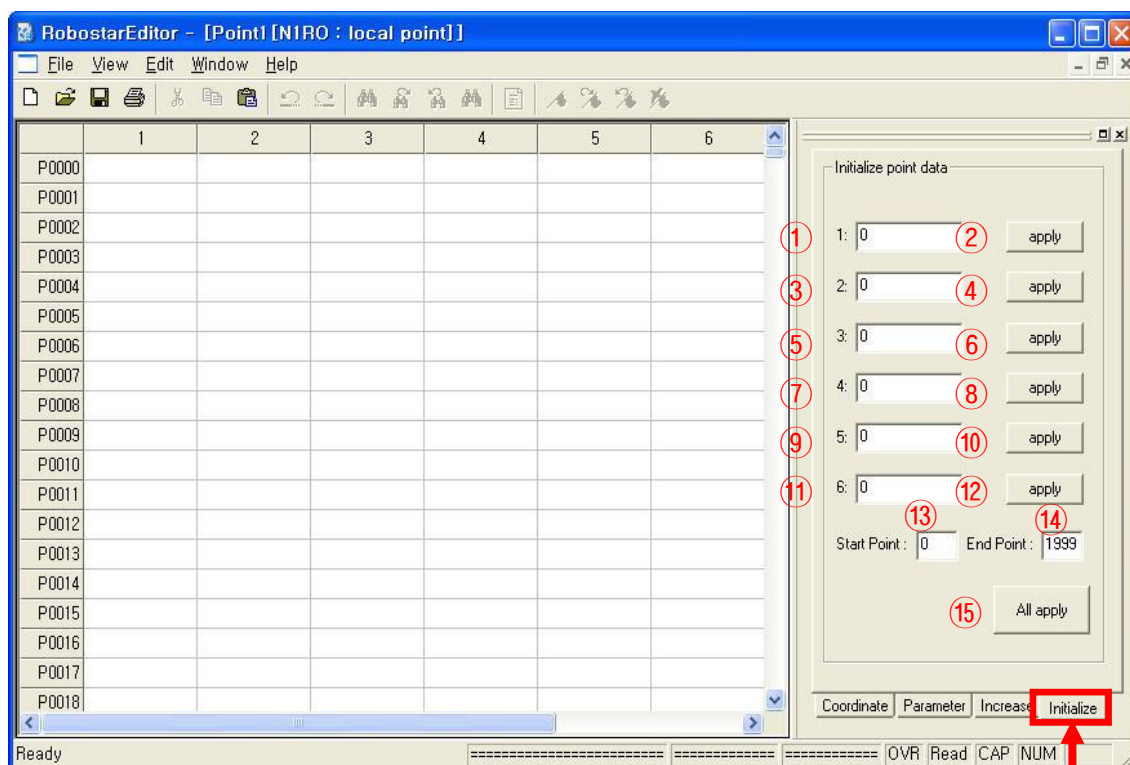 RobostarEditor - [Point1 [N1RO : local point]]
File View Edit Window Help
1 2 3 4 5 6
P0000
P0001
P0002
P0003
P0004
P0005
P0006
P0007
P0008
P0009
P0010
P0011
P0012
P0013
P0014
P0015
P0016
P0017
P0018
Initialize point data
① 1: 0 ② apply
③ 2: 0 ④ apply
⑤ 3: 0 ⑥ apply
⑦ 4: 0 ⑧ apply
⑨ 5: 0 ⑩ apply
⑪ 6: 0 ⑫ apply
⑬ ⑭
Start Point : 0 End Point : 1999
⑮ All apply
Coordinate Parameter Increase Initialize
Ready ======================= ============ =========== OVR Read CAP NUM